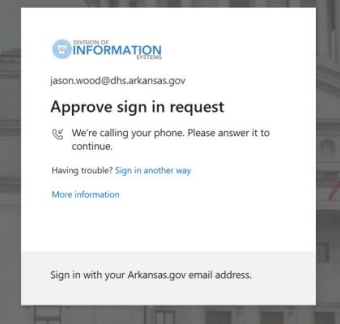 DIVISION OF
INFORMATION
SYSTEMS
jason.wood@dhs.arkansas.gov
Approve sign in request
We're calling your phone. Please answer it to
continue.
Having trouble? Sign in another way
More information
Sign in with your Arkansas.gov email address.